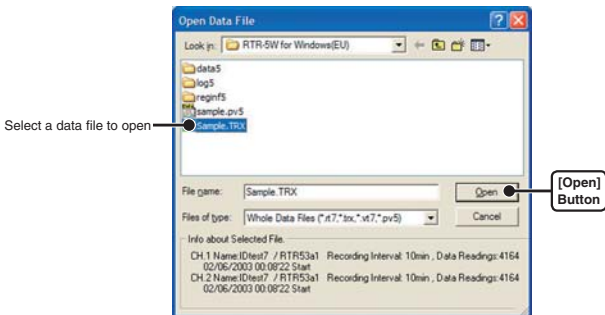 Open Data File
Look in: RTR-5W for Windows(EU)
data5
log5
reginf5
sample.pv5
Sample.TRX
Select a data file to open
File name: Sample.TRX
Open
[Open] Button
Files of type: Whole Data Files (*.rt7,*.trx,*.vt7,*.pv5)
Cancel
Info about Selected File.
CH.1 Name:IDtest7 / RTR53a1 Recording Interval: 10min , Data Readings:4164
02/06/2003 00:08'22 Start
CH.2 Name:IDtest7 / RTR53a1 Recording Interval: 10min , Data Readings:4164
02/06/2003 00:08'22 Start